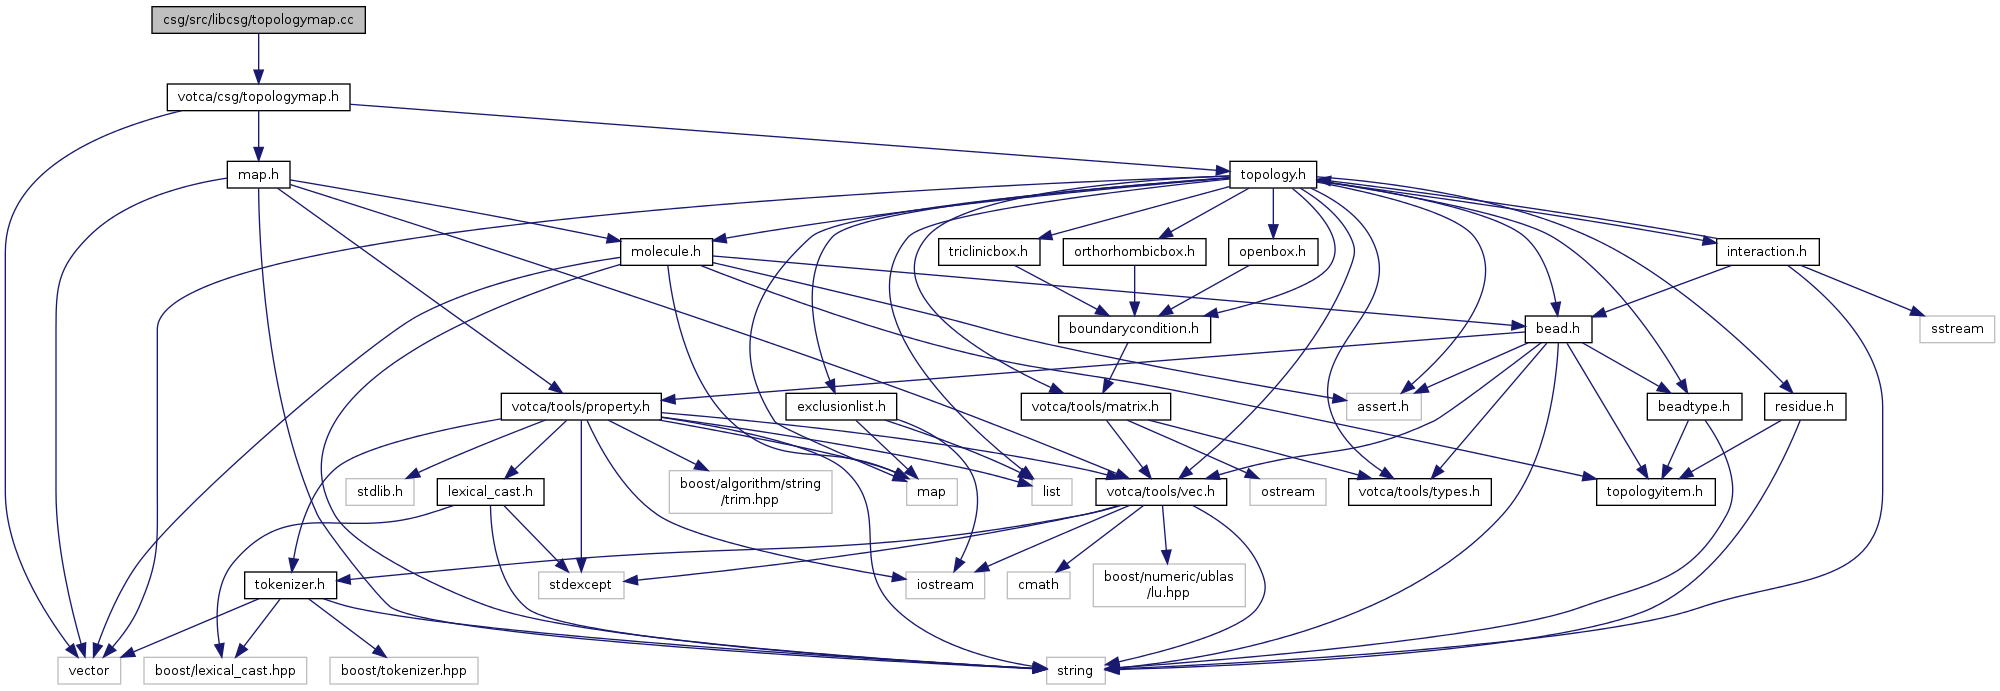 csg/src/libcsg/topologymap.cc
votca/csg/topologymap.h
map.h
topology.h
molecule.h
triclinicbox.h
orthorhombicbox.h
openbox.h
interaction.h
boundarycondition.h
bead.h
sstream
votca/tools/property.h
exclusionlist.h
votca/tools/matrix.h
assert.h
beadtype.h
residue.h
stdlib.h
lexical_cast.h
boost/algorithm/string
/trim.hpp
map
list
votca/tools/vec.h
ostream
votca/tools/types.h
topologyitem.h
tokenizer.h
stdexcept
iostream
cmath
boost/numeric/ublas
/lu.hpp
vector
boost/lexical_cast.hpp
boost/tokenizer.hpp
string